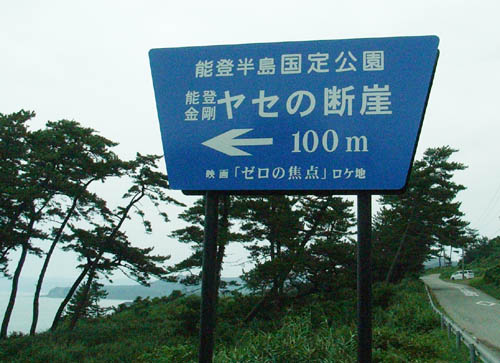 能登半島国定公園
能登金剛 ヤセの断崖
← 100m
映画「ゼロの焦点」ロケ地